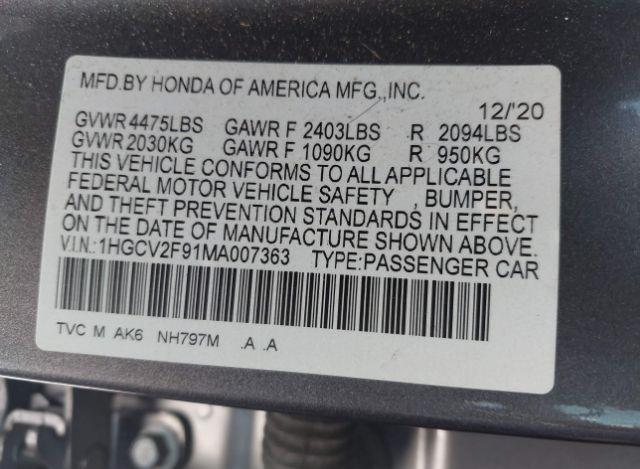 MFD.BY HONDA OF AMERICA MFG.,INC.
12/'20
GVWR 4475LBS GAWR F 2403LBS R 2094LBS
GVWR 2030KG GAWR F 1090KG R 950KG
THIS VEHICLE CONFORMS TO ALL APPLICABLE
FEDERAL MOTOR VEHICLE SAFETY , BUMPER,
AND THEFT PREVENTION STANDARDS IN EFFECT
ON THE DATE OF MANUFACTURE SHOWN ABOVE.
V.I.N.:1HGCV2F91MA007363 TYPE:PASSENGER CAR
TVC M AK6 NH797M .A .A